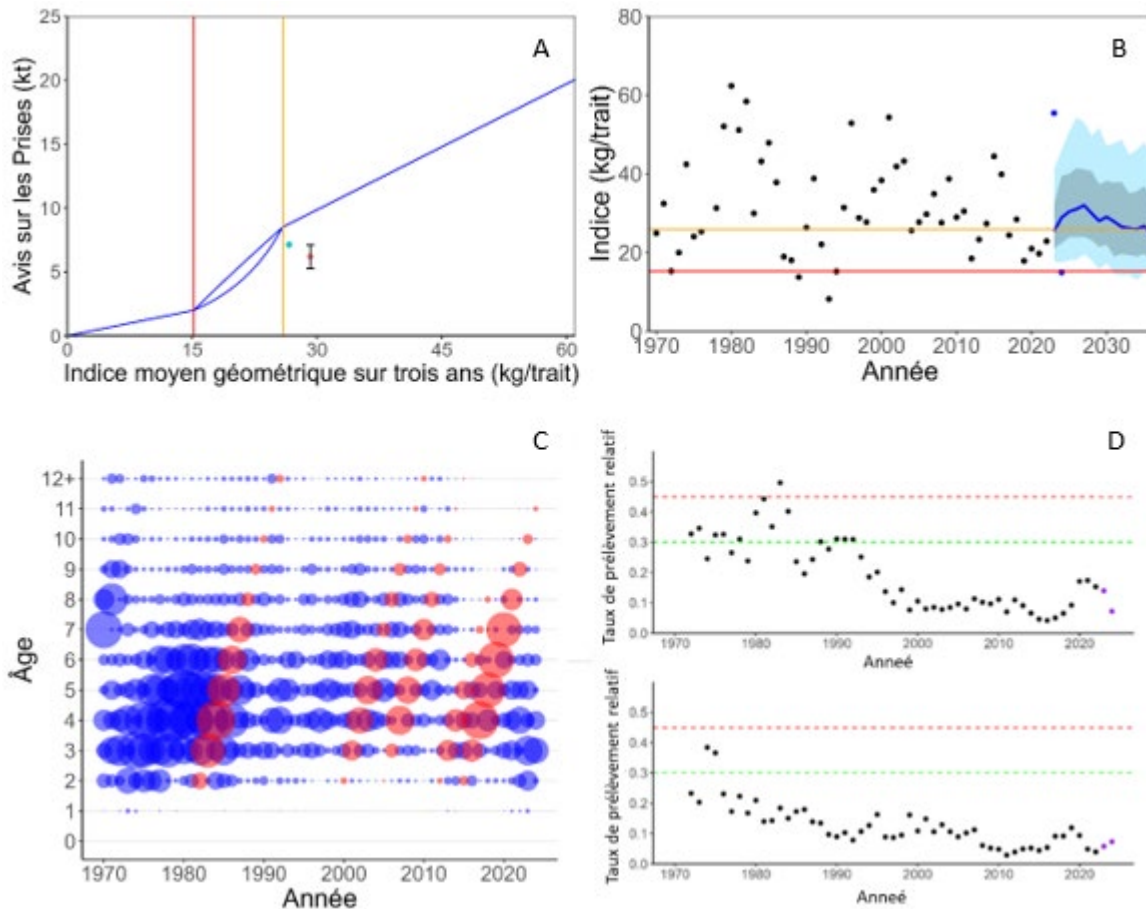 A
Avis sur les Prises (kt)
25
20
15
10
5
0
0 15 30 45 60
Indice moyen géométrique sur trois ans (kg/trait)
B
Indice (kg/trait)
80
60
40
20
0
1970 1980 1990 2000 2010 2020 2030
Année
C
Âge
12+
11
10
9
8
7
6
5
4
3
2
1
0
1970 1980 1990 2000 2010 2020
Année
D
Taux de prélèvement relatif
0.5
0.4
0.3
0.2
0.1
0.0
1970 1980 1990 2000 2010 2020
Anneé
Taux de prélèvement relatif
0.5
0.4
0.3
0.2
0.1
0.0
1970 1980 1990 2000 2010 2020
Anneé